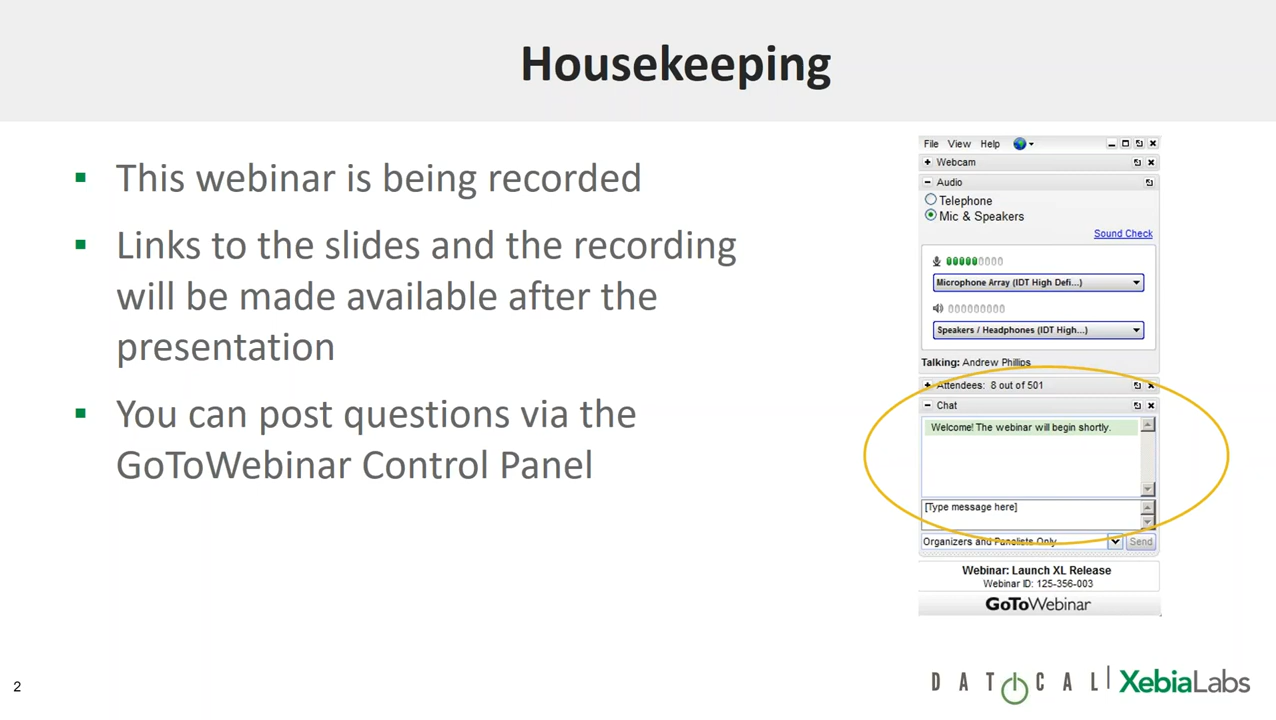 Housekeeping
This webinar is being recorded
Links to the slides and the recording
will be made available after the
presentation
You can post questions via the
GoToWebinar Control Panel
File View Help
Webcam
Audio
Telephone
Mic & Speakers
Sound Check
Microphone Array (IDT High Defi...)
Speakers / Headphones (IDT High...)
Talking: Andrew Phillips
Attendees: 8 out of 501
Chat
Welcome! The webinar will begin shortly.
[Type message here]
Organizers and Panelists Only
Send
Webinar: Launch XL Release
Webinar ID: 125-356-003
GoToWebinar
2
DATICAL XebiaLabs